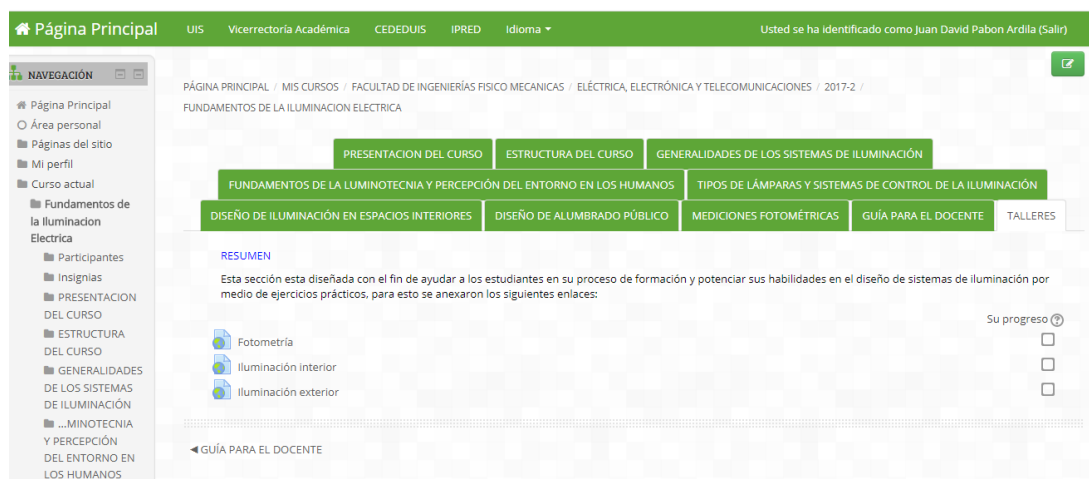 Página Principal UIS Vicerrectoría Académica CEDEDUIS IPRED Idioma Usted se ha identificado como Juan David Pabon Ardila (Salir)
NAVEGACIÓN
Página Principal
Área personal
Páginas del sitio
Mi perfil
Curso actual
Fundamentos de
la Iluminacion
Electrica
Participantes
Insignias
PRESENTACION
DEL CURSO
ESTRUCTURA
DEL CURSO
GENERALIDADES
DE LOS SISTEMAS
DE ILUMINACIÓN
...MINOTECNIA
Y PERCEPCIÓN
DEL ENTORNO EN
LOS HUMANOS
PÁGINA PRINCIPAL / MIS CURSOS / FACULTAD DE INGENIERÍAS FISICO MECANICAS / ELÉCTRICA, ELECTRÓNICA Y TELECOMUNICACIONES / 2017-2 /
FUNDAMENTOS DE LA ILUMINACION ELECTRICA
PRESENTACION DEL CURSO ESTRUCTURA DEL CURSO GENERALIDADES DE LOS SISTEMAS DE ILUMINACIÓN
FUNDAMENTOS DE LA LUMINOTECNIA Y PERCEPCIÓN DEL ENTORNO EN LOS HUMANOS TIPOS DE LÁMPARAS Y SISTEMAS DE CONTROL DE LA ILUMINACIÓN
DISEÑO DE ILUMINACIÓN EN ESPACIOS INTERIORES DISEÑO DE ALUMBRADO PÚBLICO MEDICIONES FOTOMÉTRICAS GUÍA PARA EL DOCENTE TALLERES
RESUMEN
Esta sección esta diseñada con el fin de ayudar a los estudiantes en su proceso de formación y potenciar sus habilidades en el diseño de sistemas de iluminación por
medio de ejercicios prácticos, para esto se anexaron los siguientes enlaces:
Su progreso
Fotometría
Iluminación interior
Iluminación exterior
◄GUÍA PARA EL DOCENTE